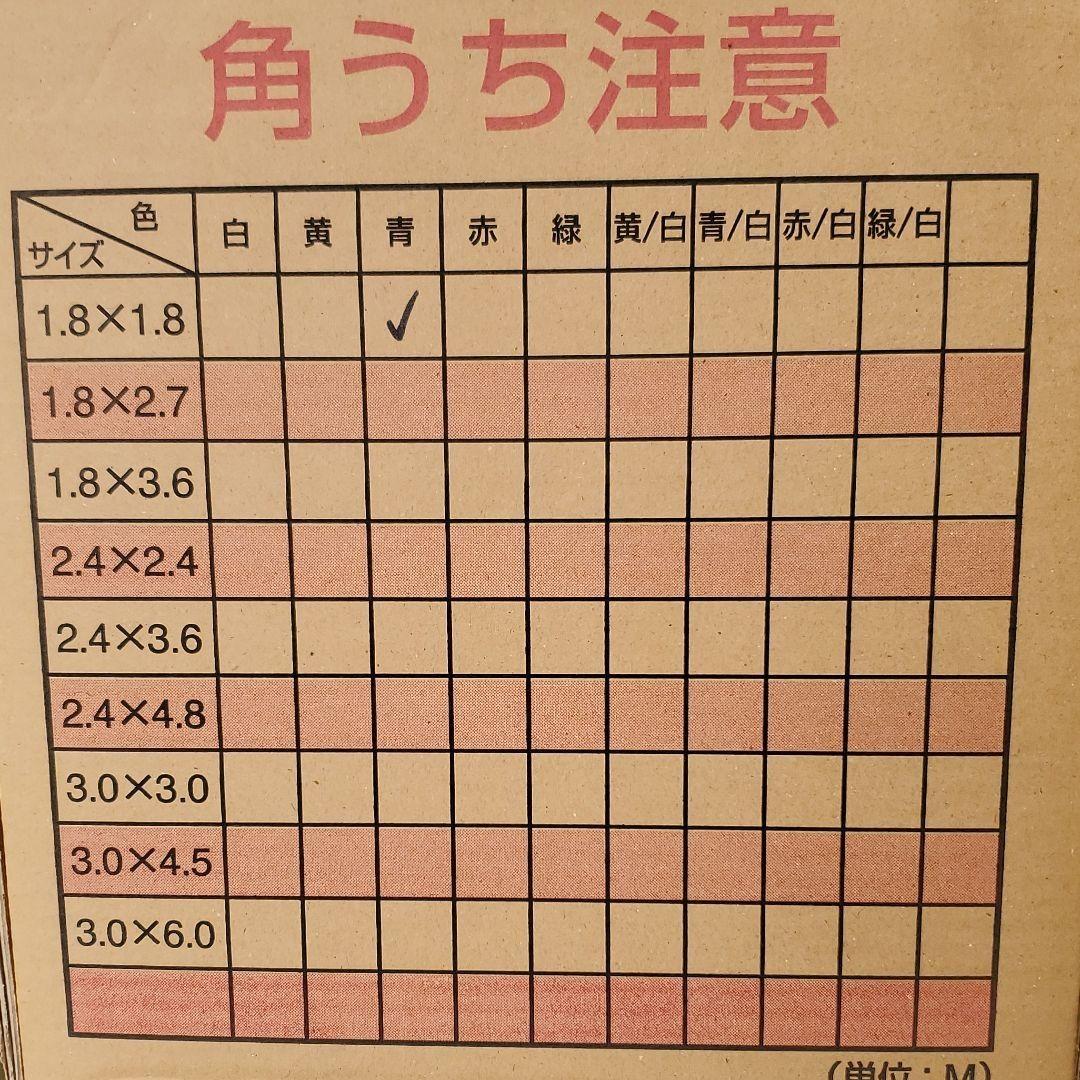 角うち注意
色
サイズ 白 黄 青 赤 緑 黄/白 青/白 赤/白 緑/白
1.8×1.8 ✓
1.8×2.7
1.8×3.6
2.4×2.4
2.4×3.6
2.4×4.8
3.0×3.0
3.0×4.5
3.0×6.0
(単位:M)